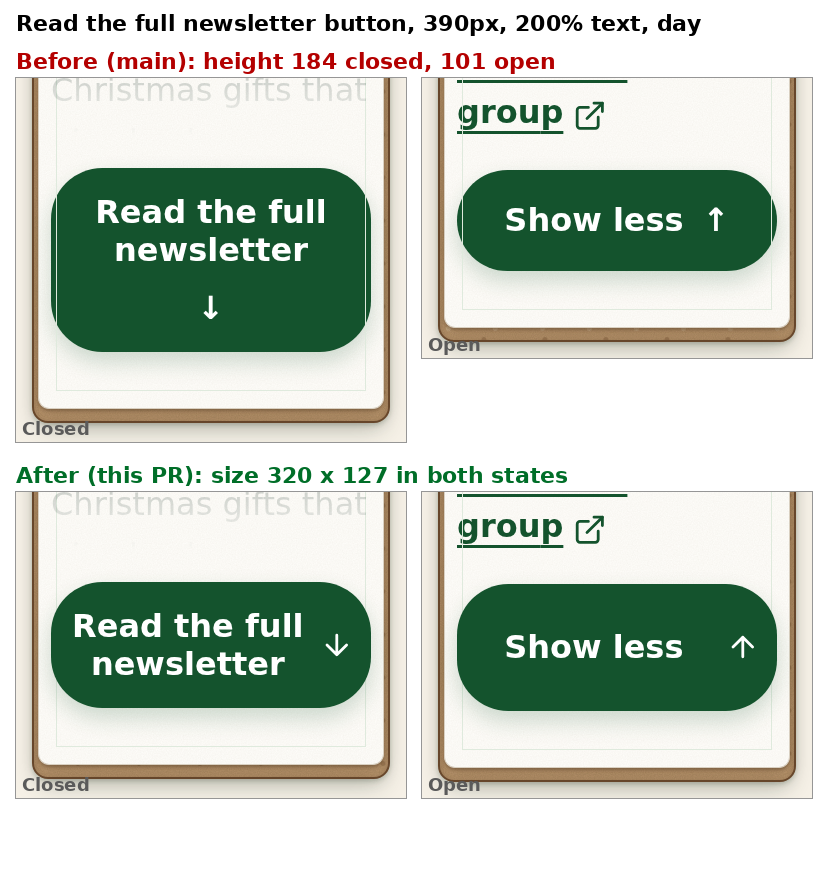 Read the full newsletter button, 390px, 200% text, day
Before (main): height 184 closed, 101 open
Christmas gifts that
Read the full
newsletter
↓
Closed
group
Show less ↑
Open
After (this PR): size 320 x 127 in both states
Christmas gifts that
Read the full
newsletter ↓
Closed
group
Show less ↑
Open